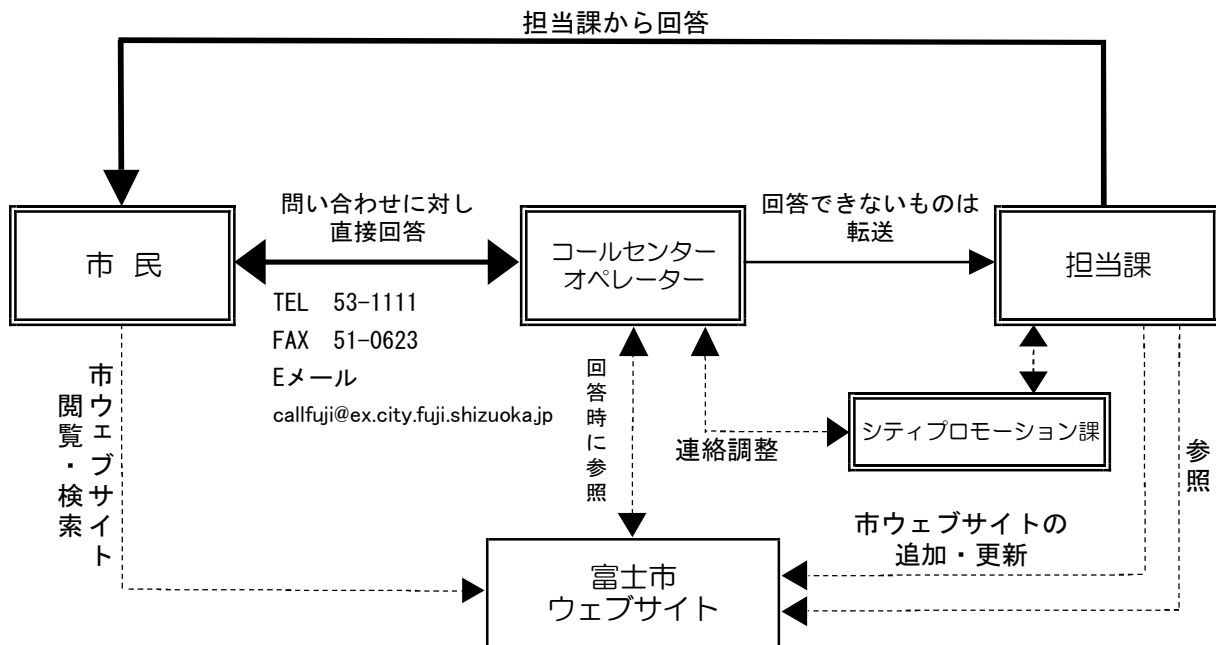 担当課から回答
市 民
問い合わせに対し
直接回答
コールセンター
オペレーター
回答できないものは
転送
担当課
TEL 53-1111
FAX 51-0623
Eメール
callfuji@ex.city.fuji.shizuoka.jp
市ウェブサイト
閲覧・検索
回答時に参照
連絡調整
シティプロモーション課
参照
市ウェブサイトの
追加・更新
富士市
ウェブサイト